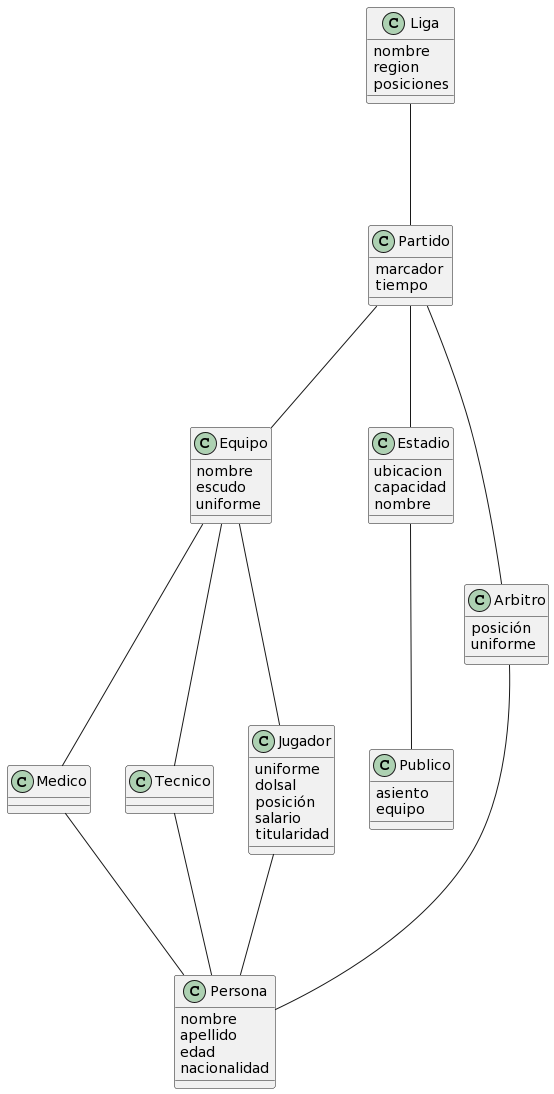 C Liga
nombre
region
posiciones
C Partido
marcador
tiempo
C Equipo
nombre
escudo
uniforme
C Estadio
ubicacion
capacidad
nombre
C Arbitro
posición
uniforme
C Medico
C Tecnico
C Jugador
uniforme
dolsal
posición
salario
titularidad
C Publico
asiento
equipo
C Persona
nombre
apellido
edad
nacionalidad